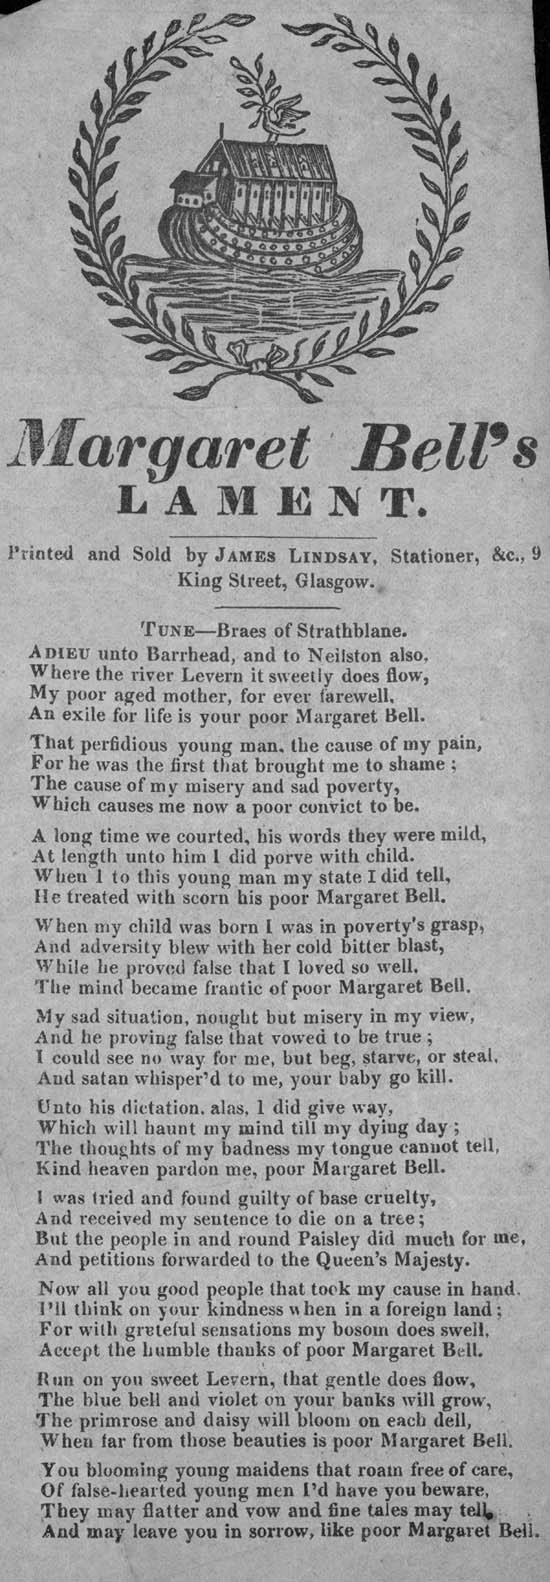 Margaret Bell's
LAMENT.
Printed and Sold by JAMES LINDSAY, Stationer, &c., 9
King Street, Glasgow.
TUNE—Braes of Strathblane.
ADIEU unto Barrhead, and to Neilston also,
Where the river Levern it sweetly does flow,
My poor aged mother, for ever farewell,
An exile for life is your poor Margaret Bell.
That perfidious young man, the cause of my pain,
For he was the first that brought me to shame ;
The cause of my misery and sad poverty,
Which causes me now a poor convict to be.
A long time we courted, his words they were mild,
At length unto him I did porve with child.
When I to this young man my state I did tell,
He treated with scorn his poor Margaret Bell.
When my child was born I was in poverty's grasp,
And adversity blew with her cold bitter blast,
While he proved false that I loved so well,
The mind became frantic of poor Margaret Bell.
My sad situation, nought but misery in my view,
And he proving false that vowed to be true ;
I could see no way for me, but beg, starve, or steal,
And satan whisper'd to me, your baby go kill.
Unto his dictation, alas, I did give way,
Which will haunt my mind till my dying day ;
The thoughts of my badness my tongue cannot tell,
Kind heaven pardon me, poor Margaret Bell.
I was tried and found guilty of base cruelty,
And received my sentence to die on a tree ;
But the people in and round Paisley did much for me,
And petitions forwarded to the Queen's Majesty.
Now all you good people that took my cause in hand,
I'll think on your kindness when in a foreign land ;
For with grateful sensations my bosom does swell,
Accept the humble thanks of poor Margaret Bell.
Run on you sweet Levern, that gentle does flow,
The blue bell and violet on your banks will grow,
The primrose and daisy will bloom on each dell,
When far from those beauties is poor Margaret Bell.
You blooming young maidens that roam free of care,
Of false-hearted young men I'd have you beware,
They may flatter and vow and fine tales may tell,
And may leave you in sorrow, like poor Margaret Bell.